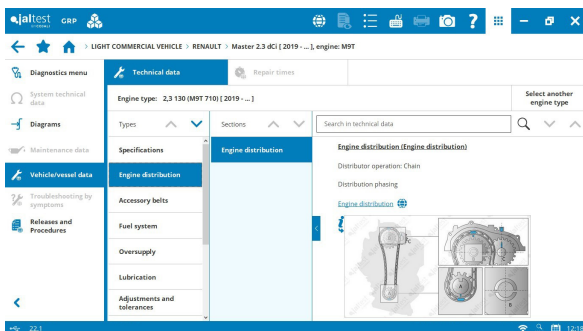 jaltest GRP
> LIGHT COMMERCIAL VEHICLE > RENAULT > Master 2.3 dCi [ 2019 - ... ], engine: M9T
Diagnostics menu
Technical data
Repair times
System technical data
Engine type: 2,3 130 (M9T 710) [ 2019 - ... ]
Select another engine type
Diagrams
Types
Sections
Search in technical data
Maintenance data
Specifications
Engine distribution
Engine distribution (Engine distribution)
Distributor operation: Chain
Vehicle/vessel data
Engine distribution
Distribution phasing
Troubleshooting by symptoms
Accessory belts
Engine distribution
Releases and Procedures
Fuel system
Oversupply
Lubrication
Adjustments and tolerances
A
B
22.1